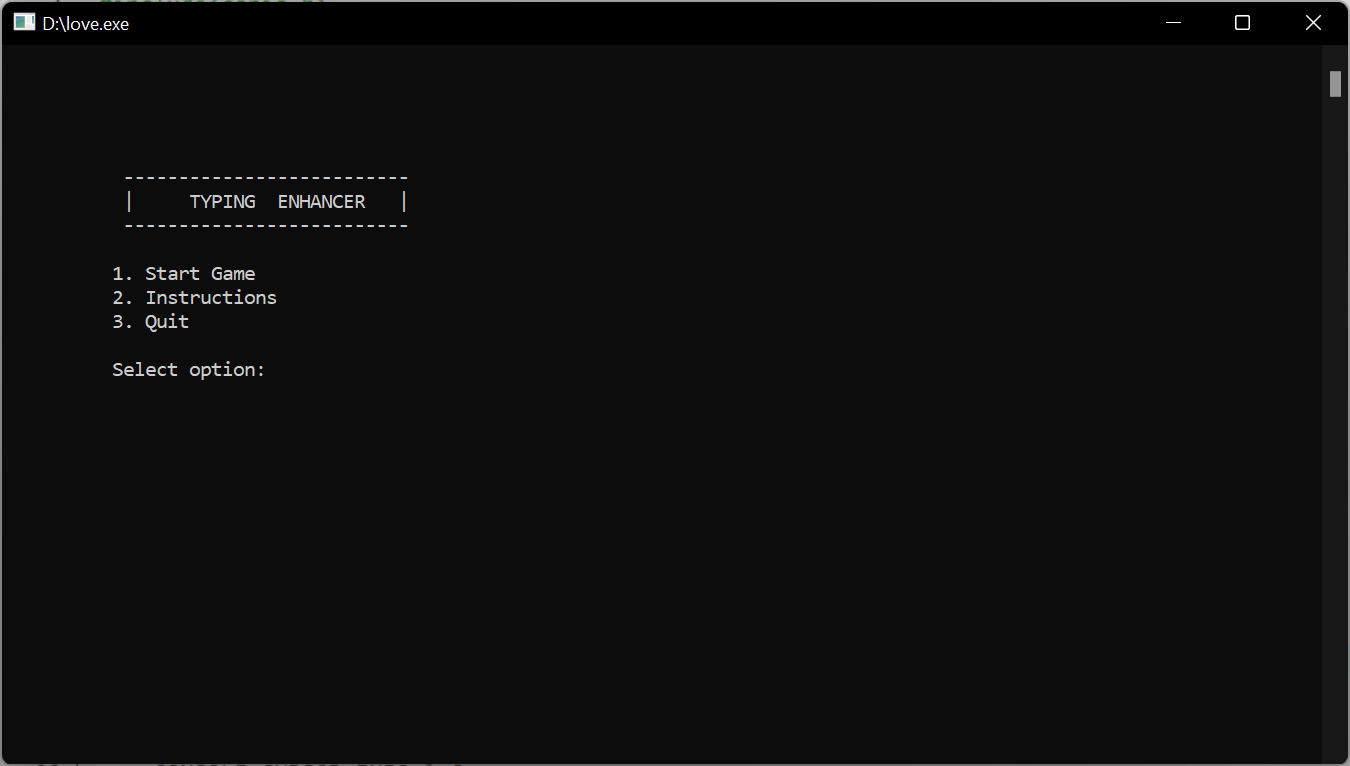 D:\love.exe
--------------------------
|     TYPING  ENHANCER   |
--------------------------
1. Start Game
2. Instructions
3. Quit
Select option: